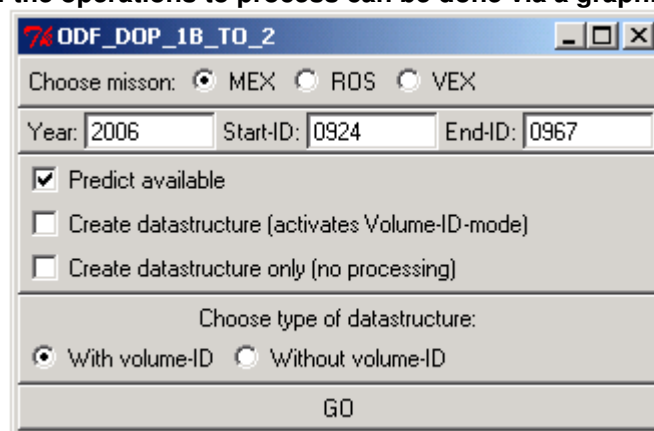 the operations to process can be done via a graphi
ODF_DOP_1B_TO_2
Choose misson: MEX ROS VEX
Year: 2006 Start-ID: 0924 End-ID: 0967
Predict available
Create datastructure (activates Volume-ID-mode)
Create datastructure only (no processing)
Choose type of datastructure:
With volume-ID Without volume-ID
GO